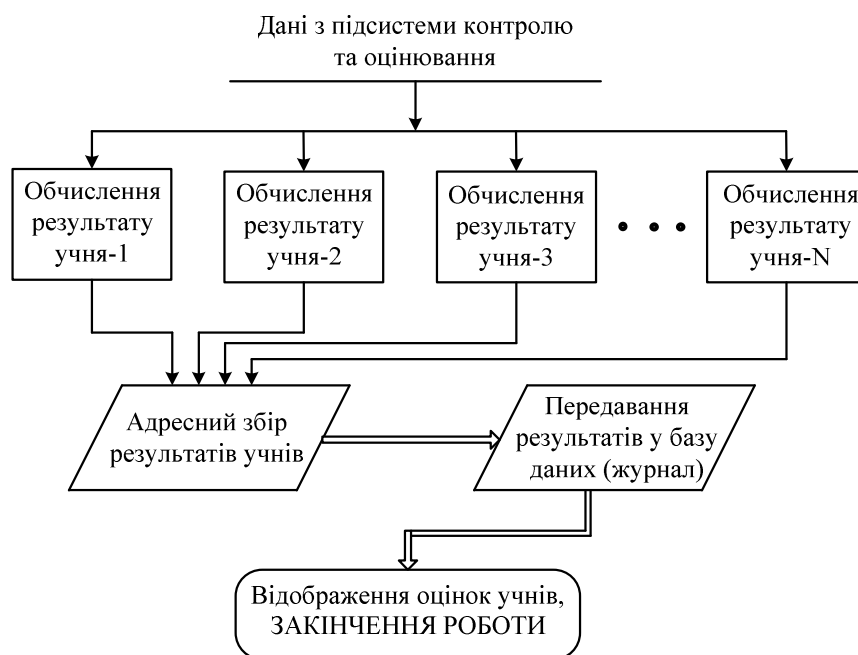 Дані з підсистеми контролю
та оцінювання
Обчислення
результату
учня-1
Обчислення
результату
учня-2
Обчислення
результату
учня-3
Обчислення
результату
учня-N
Адресний збір
результатів учнів
Передавання
результатів у базу
даних (журнал)
Відображення оцінок учнів,
ЗАКІНЧЕННЯ РОБОТИ